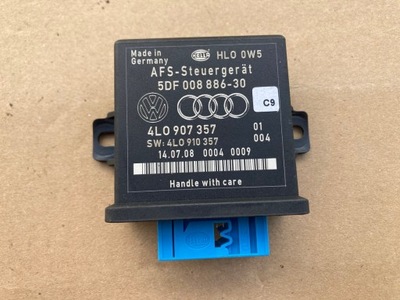 Made in
Germany
HELLA
HLO 0W5
AFS-Steuergerät
5DF 008 886-30
C9
4L0 907 357 01
SW: 4L0 910 357 004
14.07.08 0004 0009
Handle with care